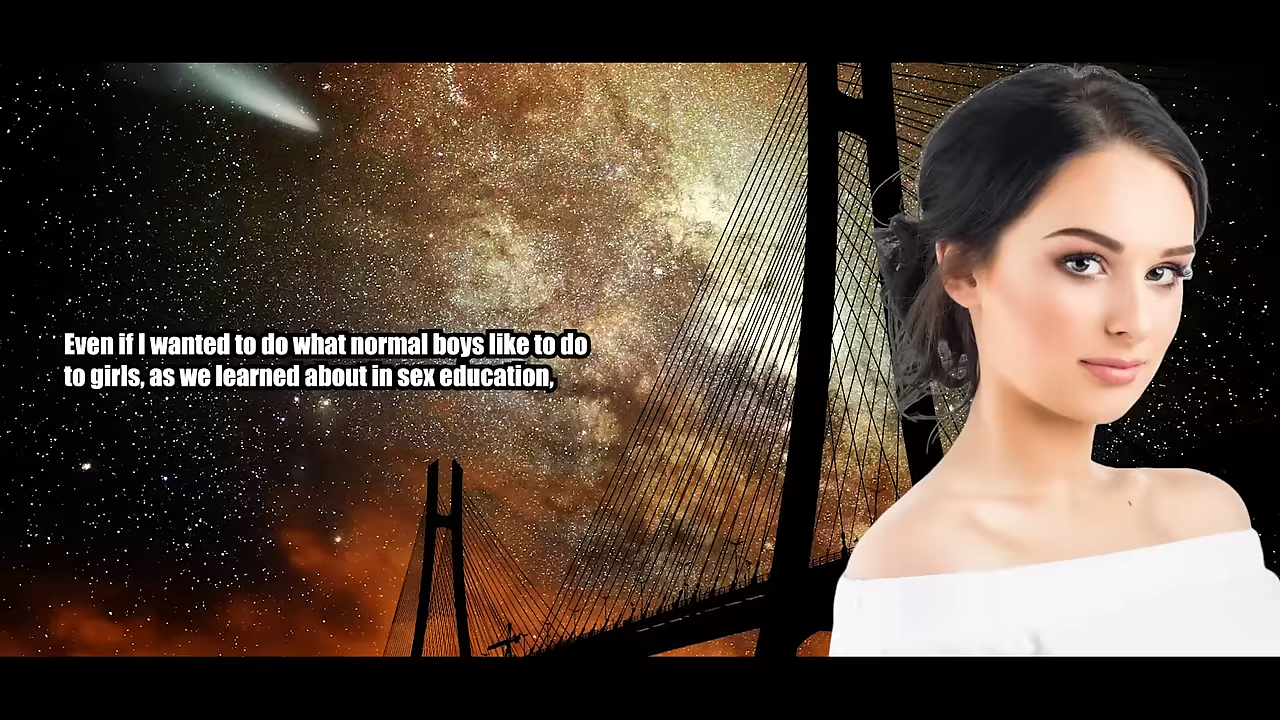 Even if I wanted to do what normal boys like to do
to girls, as we learned about in sex education,